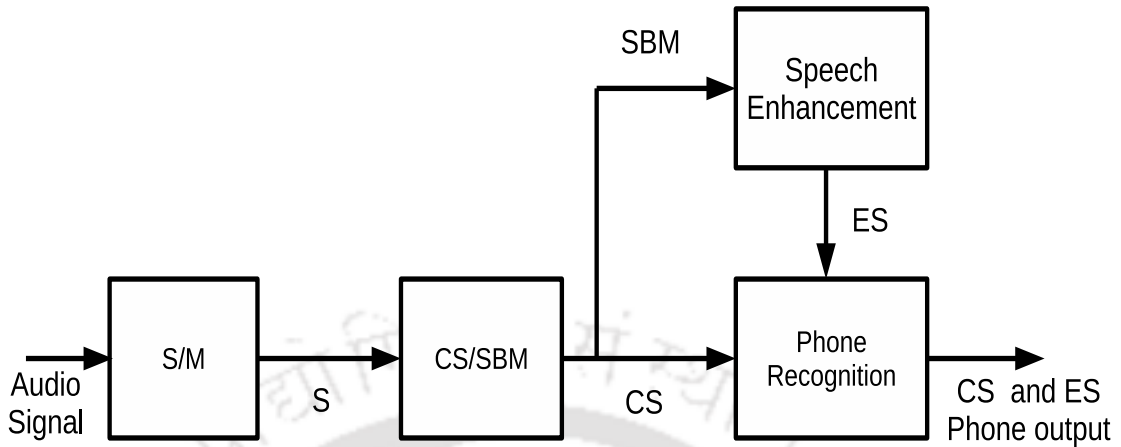 SBM
Speech
Enhancement
ES
Audio
Signal
S/M
S
CS/SBM
CS
Phone
Recognition
CS and ES
Phone output